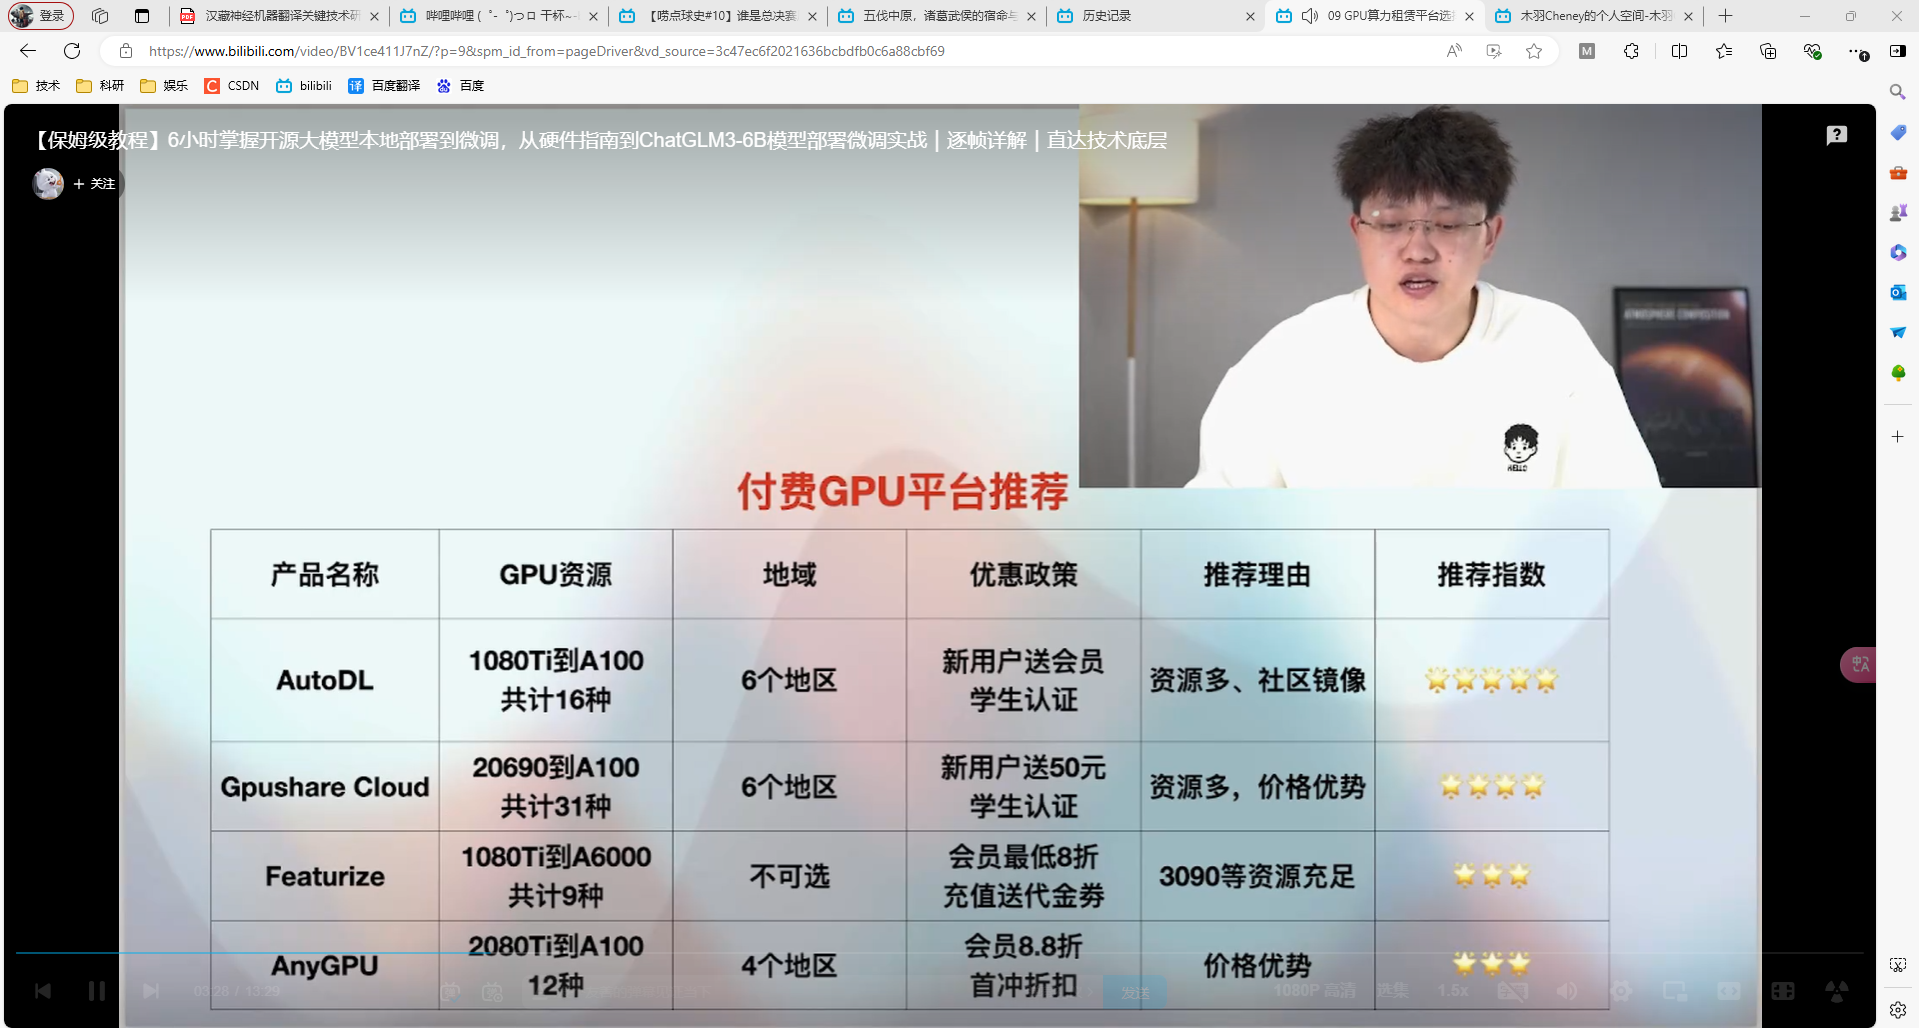 登录
汉藏神经机器翻译关键技术研
哔哩哔哩 (゜-゜)つロ 干杯~-
【唠点球史#10】谁是总决赛
五伐中原，诸葛武侯的宿命与
历史记录
09 GPU算力租赁平台选
木羽Cheney的个人空间-木羽
https://www.bilibili.com/video/BV1ce411J7nZ/?p=9&spm_id_from=pageDriver&vd_source=3c47ec6f2021636bcbdfb0c6a88cbf69
技术
科研
娱乐
CSDN
bilibili
百度翻译
百度
【保姆级教程】6小时掌握开源大模型本地部署到微调，从硬件指南到ChatGLM3-6B模型部署微调实战｜逐帧详解｜直达技术底层
+ 关注
ATMOSPHERE COMPOSITION
HELLO
付费GPU平台推荐
产品名称 GPU资源 地域 优惠政策 推荐理由 推荐指数
AutoDL
1080Ti到A100
共计16种
6个地区
新用户送会员
学生认证
资源多、社区镜像
Gpushare Cloud
20690到A100
共计31种
6个地区
新用户送50元
学生认证
资源多，价格优势
Featurize
1080Ti到A6000
共计9种
不可选
会员最低8折
充值送代金劵
3090等资源充足
AnyGPU
2080Ti到A100
12种
4个地区
会员8.8折
首冲折扣
价格优势
03:28 / 13:29
发送
1080P 高清
选集
1.5x